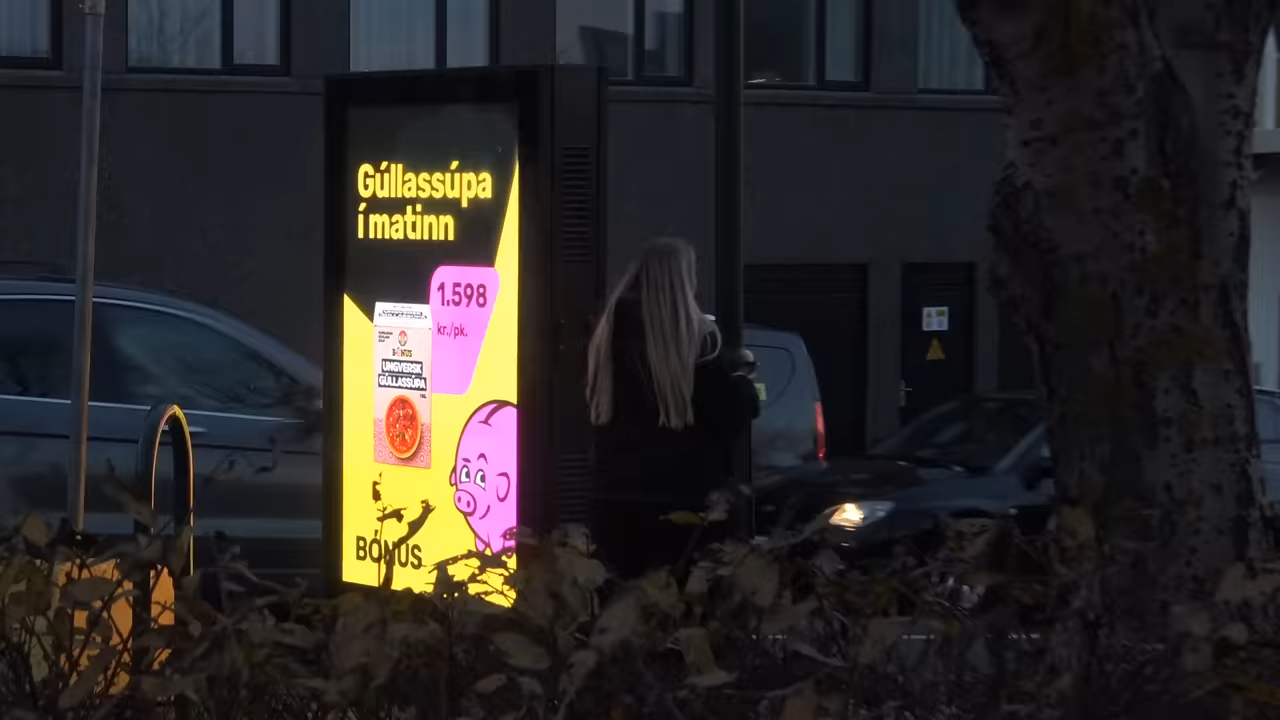 Gúllassúpa
í matinn
1.598
kr./pk.
BÓNUS
UNGVERSK
GÚLLASSÚPA
BÓNUS